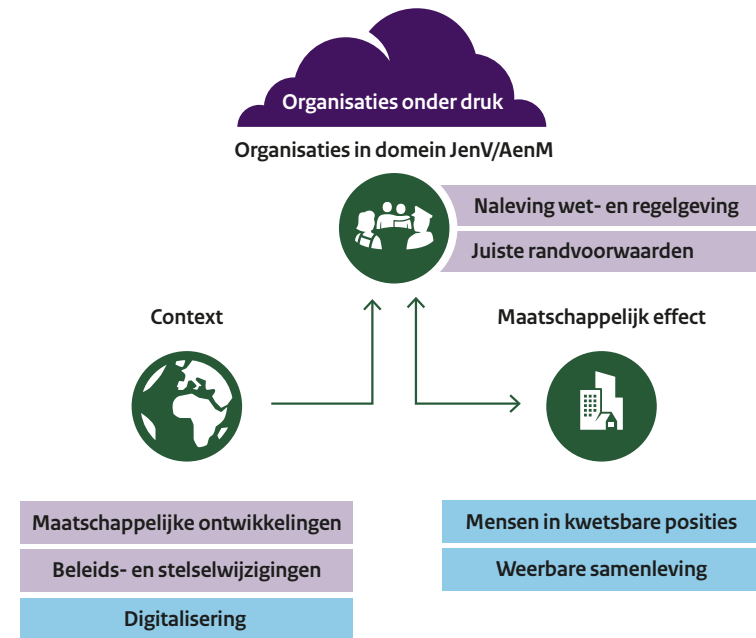 Organisaties onder druk
Organisaties in domein JenV/AenM
Naleving wet- en regelgeving
Juiste randvoorwaarden
Context
Maatschappelijk effect
Maatschappelijke ontwikkelingen
Beleids- en stelselwijzigingen
Digitalisering
Mensen in kwetsbare posities
Weerbare samenleving